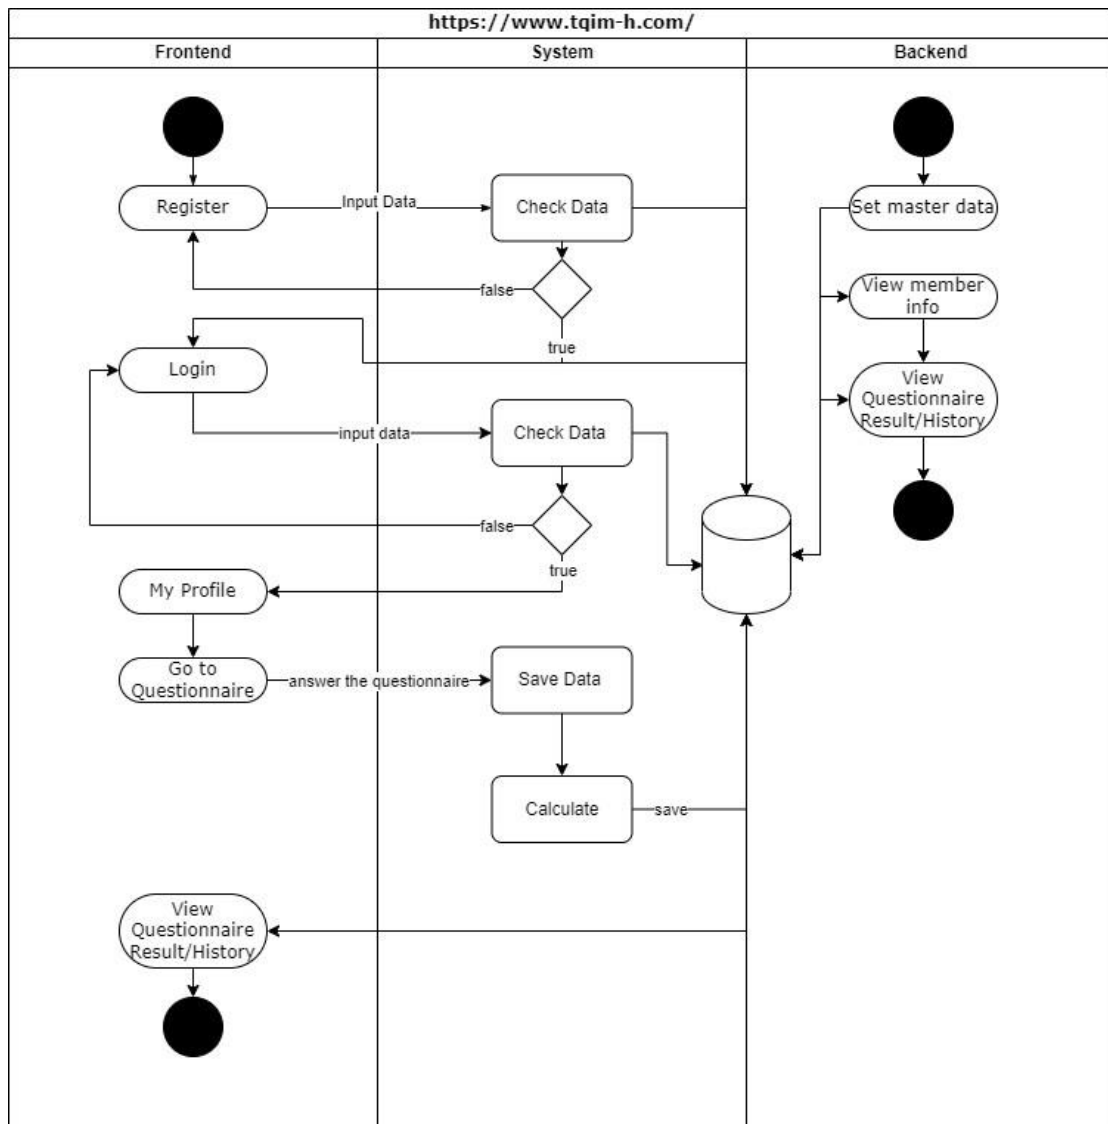 https://www.tqim-h.com/
Frontend
System
Backend
Register
Input Data
Check Data
Set master data
false
View member
info
true
Login
View
Questionnaire
Result/History
input data
Check Data
false
true
My Profile
Go to
Questionnaire
answer the questionnaire
Save Data
Calculate
save
View
Questionnaire
Result/History